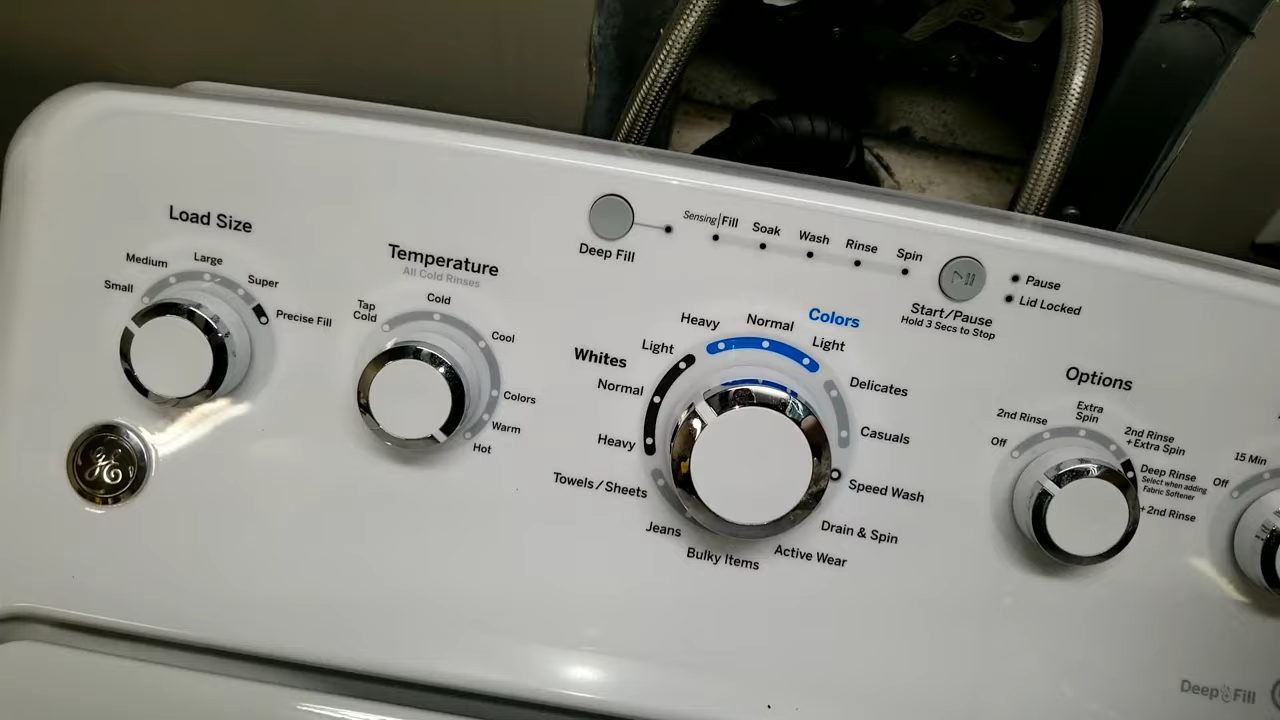 Load Size
Small
Medium
Large
Super
Precise Fill
Temperature
All Cold Rinses
Tap
Cold
Cold
Cool
Colors
Warm
Hot
Deep Fill
Sensing|Fill
Soak
Wash
Rinse
Spin
Start/Pause
Hold 3 Secs to Stop
Pause
Lid Locked
Whites
Light
Normal
Heavy
Colors
Heavy
Normal
Light
Delicates
Casuals
Speed Wash
Drain & Spin
Active Wear
Bulky Items
Jeans
Towels/Sheets
Options
Off
2nd Rinse
Extra
Spin
2nd Rinse
+Extra Spin
Deep Rinse
Select when adding
Fabric Softener
+2nd Rinse
Off
15 Min
GE
Deep Fill